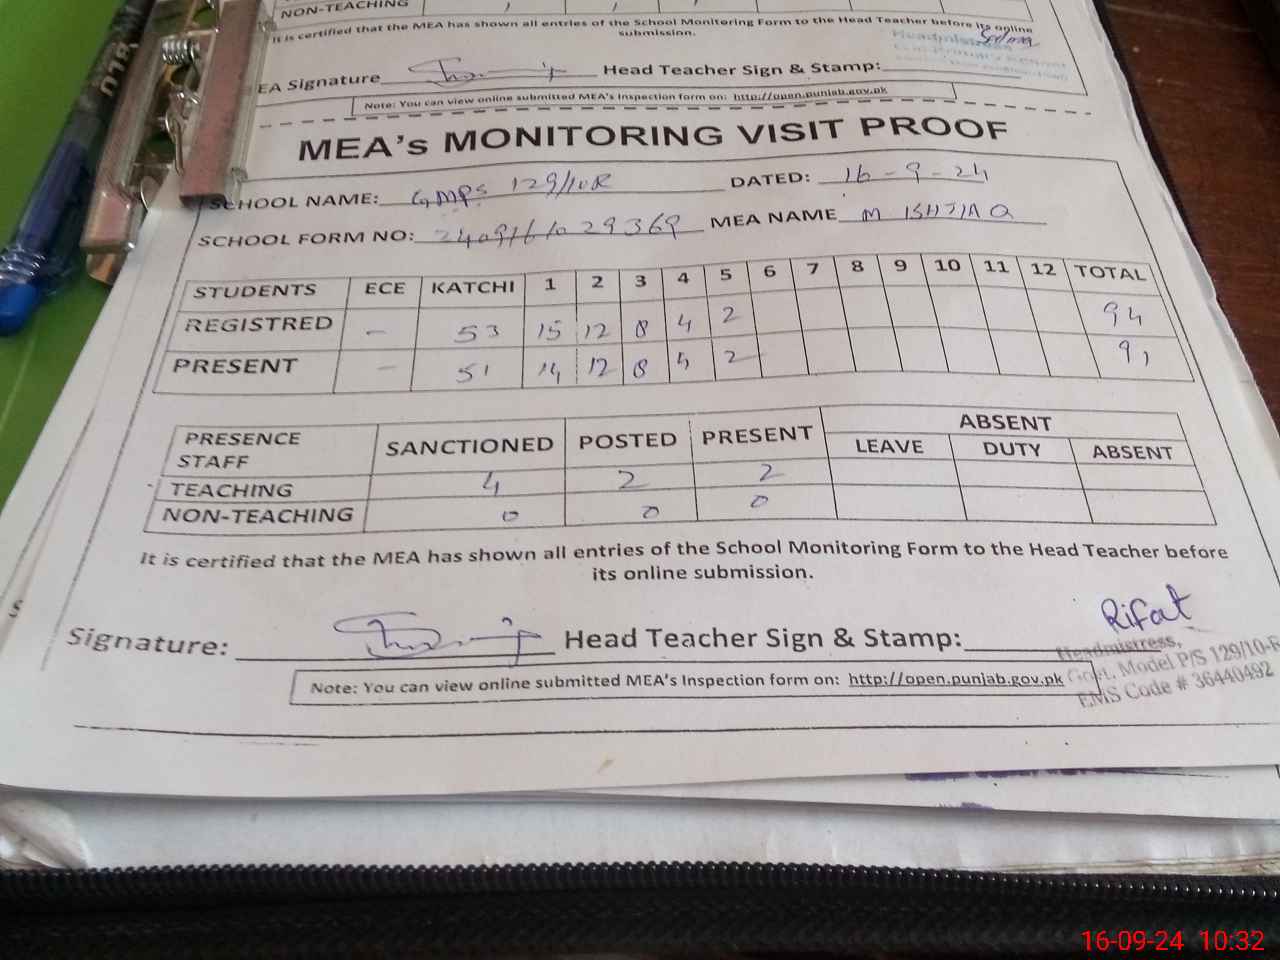 NON-TEACHING
It is certified that the MEA has shown all entries of the School Monitoring Form to the Head Teacher before its online
submission.
EA Signature Head Teacher Sign & Stamp:
Headmistress
Note: You can view online submitted MEA's Inspection form on: http://open.punjab.gov.pk
MEA's MONITORING VISIT PROOF
SCHOOL NAME: GMPS 129/10R DATED: 16-9-24
SCHOOL FORM NO: 24091610 29369 MEA NAME M ISHTIAQ
STUDENTS ECE KATCHI 1 2 3 4 5 6 7 8 9 10 11 12 TOTAL
REGISTRED - 53 15 12 8 4 2 94
PRESENT - 51 14 12 8 4 2 91
PRESENCE STAFF SANCTIONED POSTED PRESENT ABSENT
LEAVE DUTY ABSENT
TEACHING 4 2 2
NON-TEACHING 0 0 0
It is certified that the MEA has shown all entries of the School Monitoring Form to the Head Teacher before
its online submission.
Signature: Head Teacher Sign & Stamp: Rifat
Headmistress,
Govt. Model P/S 129/10-R
EMS Code # 36440492
Note: You can view online submitted MEA's Inspection form on: http://open.punjab.gov.pk
16-09-24 10:32